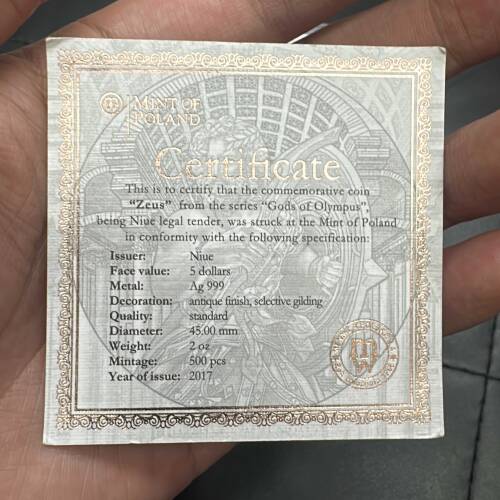 MINT OF
POLAND
Certificate
This is to certify that the commemorative coin
"Zeus" from the series "Gods of Olympus",
being Niue legal tender, was struck at the Mint of Poland
in conformity with the following specification:
Issuer: Niue
Face value: 5 dollars
Metal: Ag 999
Decoration: antique finish, selective gilding
Quality: standard
Diameter: 45.00 mm
Weight: 2 oz
Mintage: 500 pcs
Year of issue: 2017